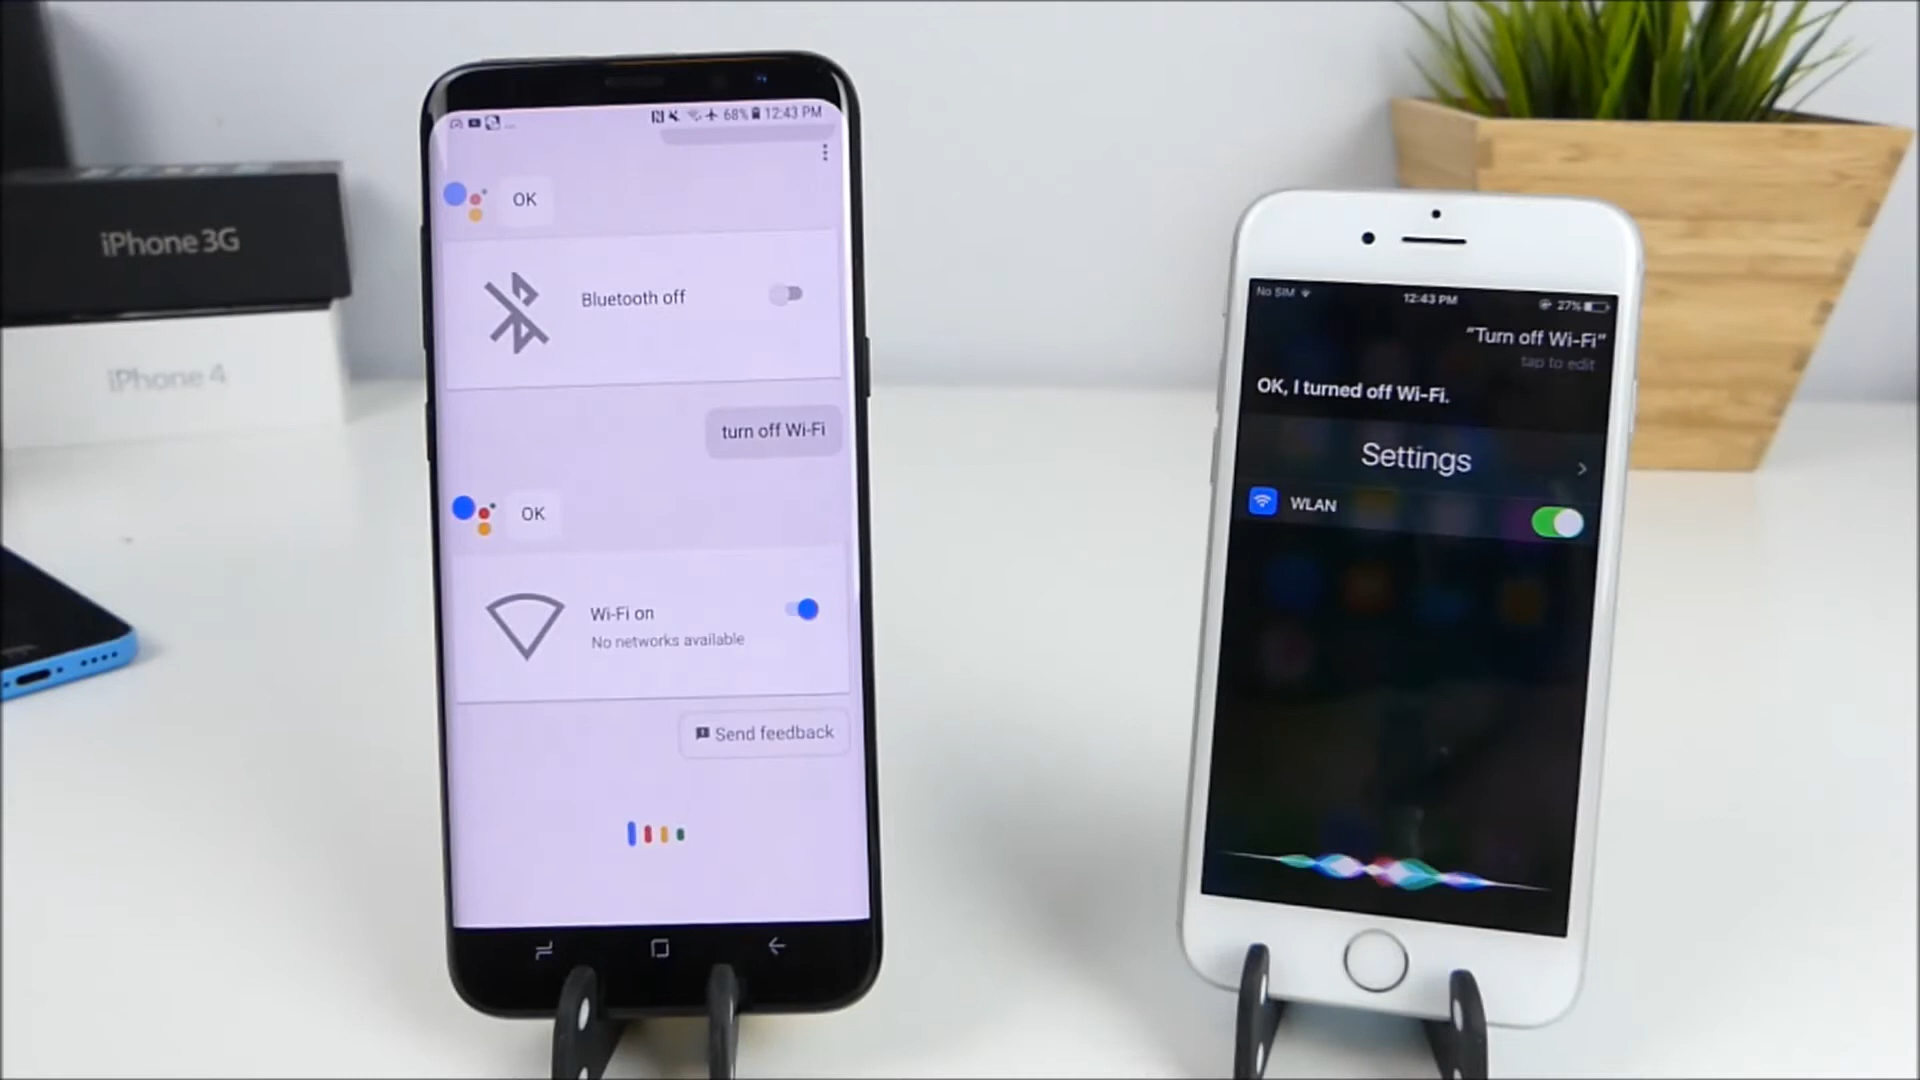 iPhone 3G
iPhone 4
68% 12:43 PM
OK
Bluetooth off
turn off Wi-Fi
OK
Wi-Fi on
No networks available
Send feedback
No SIM 12:43 PM 27%
“Turn off Wi-Fi”
tap to edit
OK, I turned off Wi-Fi.
Settings
WLAN